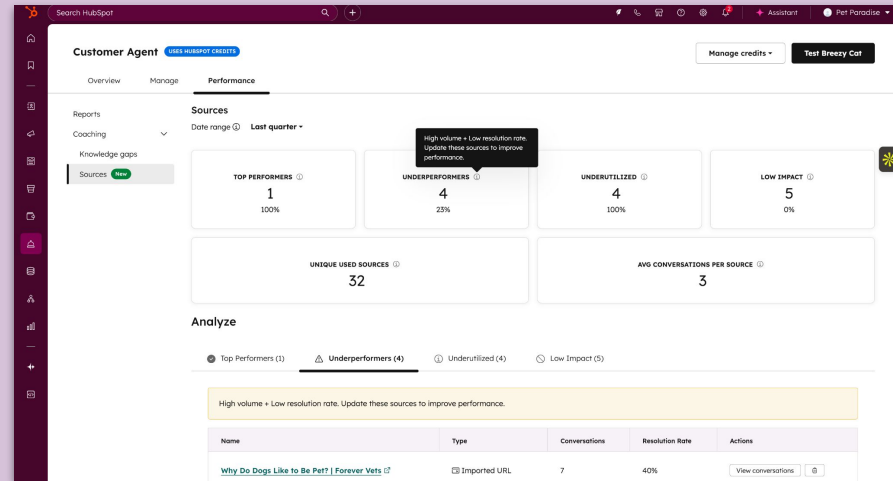 Search HubSpot
2
Assistant
Pet Paradise
Customer Agent USES HUBSPOT CREDITS
Manage credits
Test Breezy Cat
Overview Manage Performance
Reports
Coaching
Knowledge gaps
Sources New
Sources
Date range Last quarter
High volume + Low resolution rate.
Update these sources to improve
performance.
TOP PERFORMERS
1
100%
UNDERPERFORMERS
4
23%
UNDERUTILIZED
4
100%
LOW IMPACT
5
0%
UNIQUE USED SOURCES
32
AVG CONVERSATIONS PER SOURCE
3
Analyze
Top Performers (1) Underperformers (4) Underutilized (4) Low Impact (5)
High volume + Low resolution rate. Update these sources to improve performance.
Name Type Conversations Resolution Rate Actions
Why Do Dogs Like to Be Pet? | Forever Vets Imported URL 7 40% View conversations